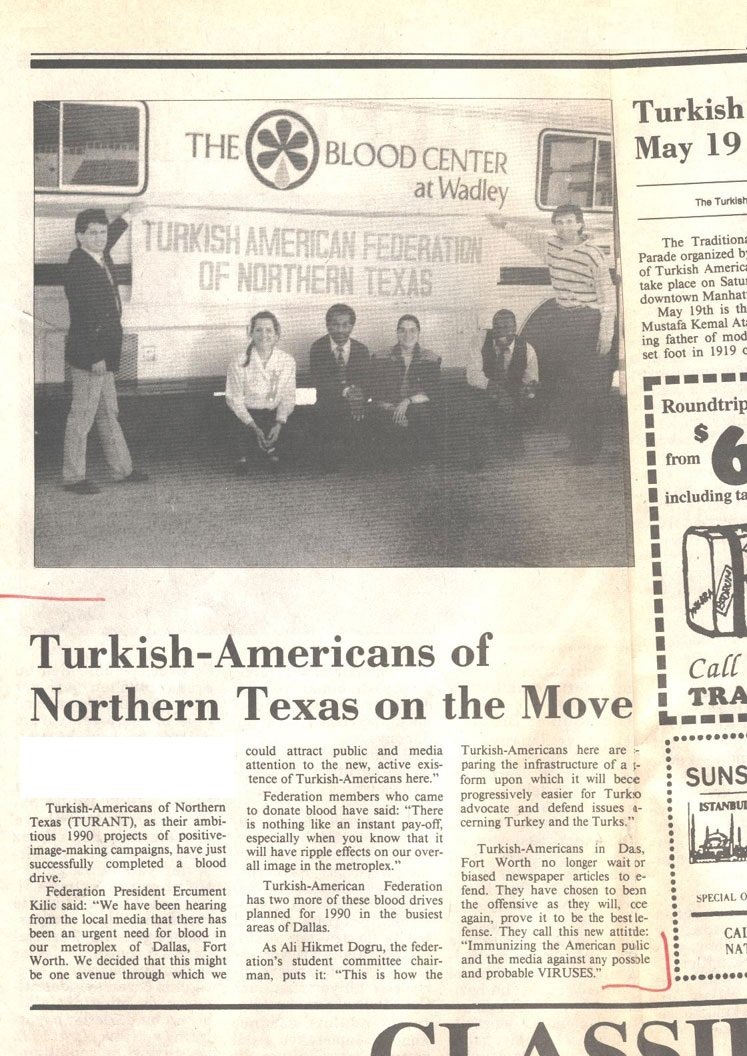 THE BLOOD CENTER
at Wadley
TURKISH AMERICAN FEDERATION
OF NORTHERN TEXAS
Turkish-Americans of
Northern Texas on the Move
Turkish-Americans of Northern
Texas (TURANT), as their ambi-
tious 1990 projects of positive-
image-making campaigns, have just
successfully completed a blood
drive.
Federation President Ercument
Kilic said: “We have been hearing
from the local media that there has
been an urgent need for blood in
our metroplex of Dallas, Fort
Worth. We decided that this might
be one avenue through which we
could attract public and media
attention to the new, active exis-
tence of Turkish-Americans here.”
Federation members who came
to donate blood have said: “There
is nothing like an instant pay-off,
especially when you know that it
will have ripple effects on our over-
all image in the metroplex.”
Turkish-American Federation
has two more of these blood drives
planned for 1990 in the busiest
areas of Dallas.
As Ali Hikmet Dogru, the feder-
ation’s student committee chair-
man, puts it: “This is how the
Turkish-Americans here are
paring the infrastructure of a
form upon which it will
progressively easier for
advocate and defend issues
cerning Turkey and the Turks.”
Turkish-Americans in
Fort Worth no longer wait
biased newspaper articles to
fend. They have chosen to
the offensive as they will,
again, prove it to be the best
fense. They call this new
“Immunizing the American
and the media against any
and probable VIRUSES.”
Turkish
May 19
The Turkish
The Traditiona
Parade organized by
of Turkish America
take place on Satur
downtown Manhat
May 19th is th
Mustafa Kemal Ata
ing father of mod
set foot in 1919 o
Roundtrip
from $6
including ta
ANKARA
BODRUM
Call
TRA
SUNS
ISTANBUL
SPECIAL O
CAL
NAT
CLASSIF